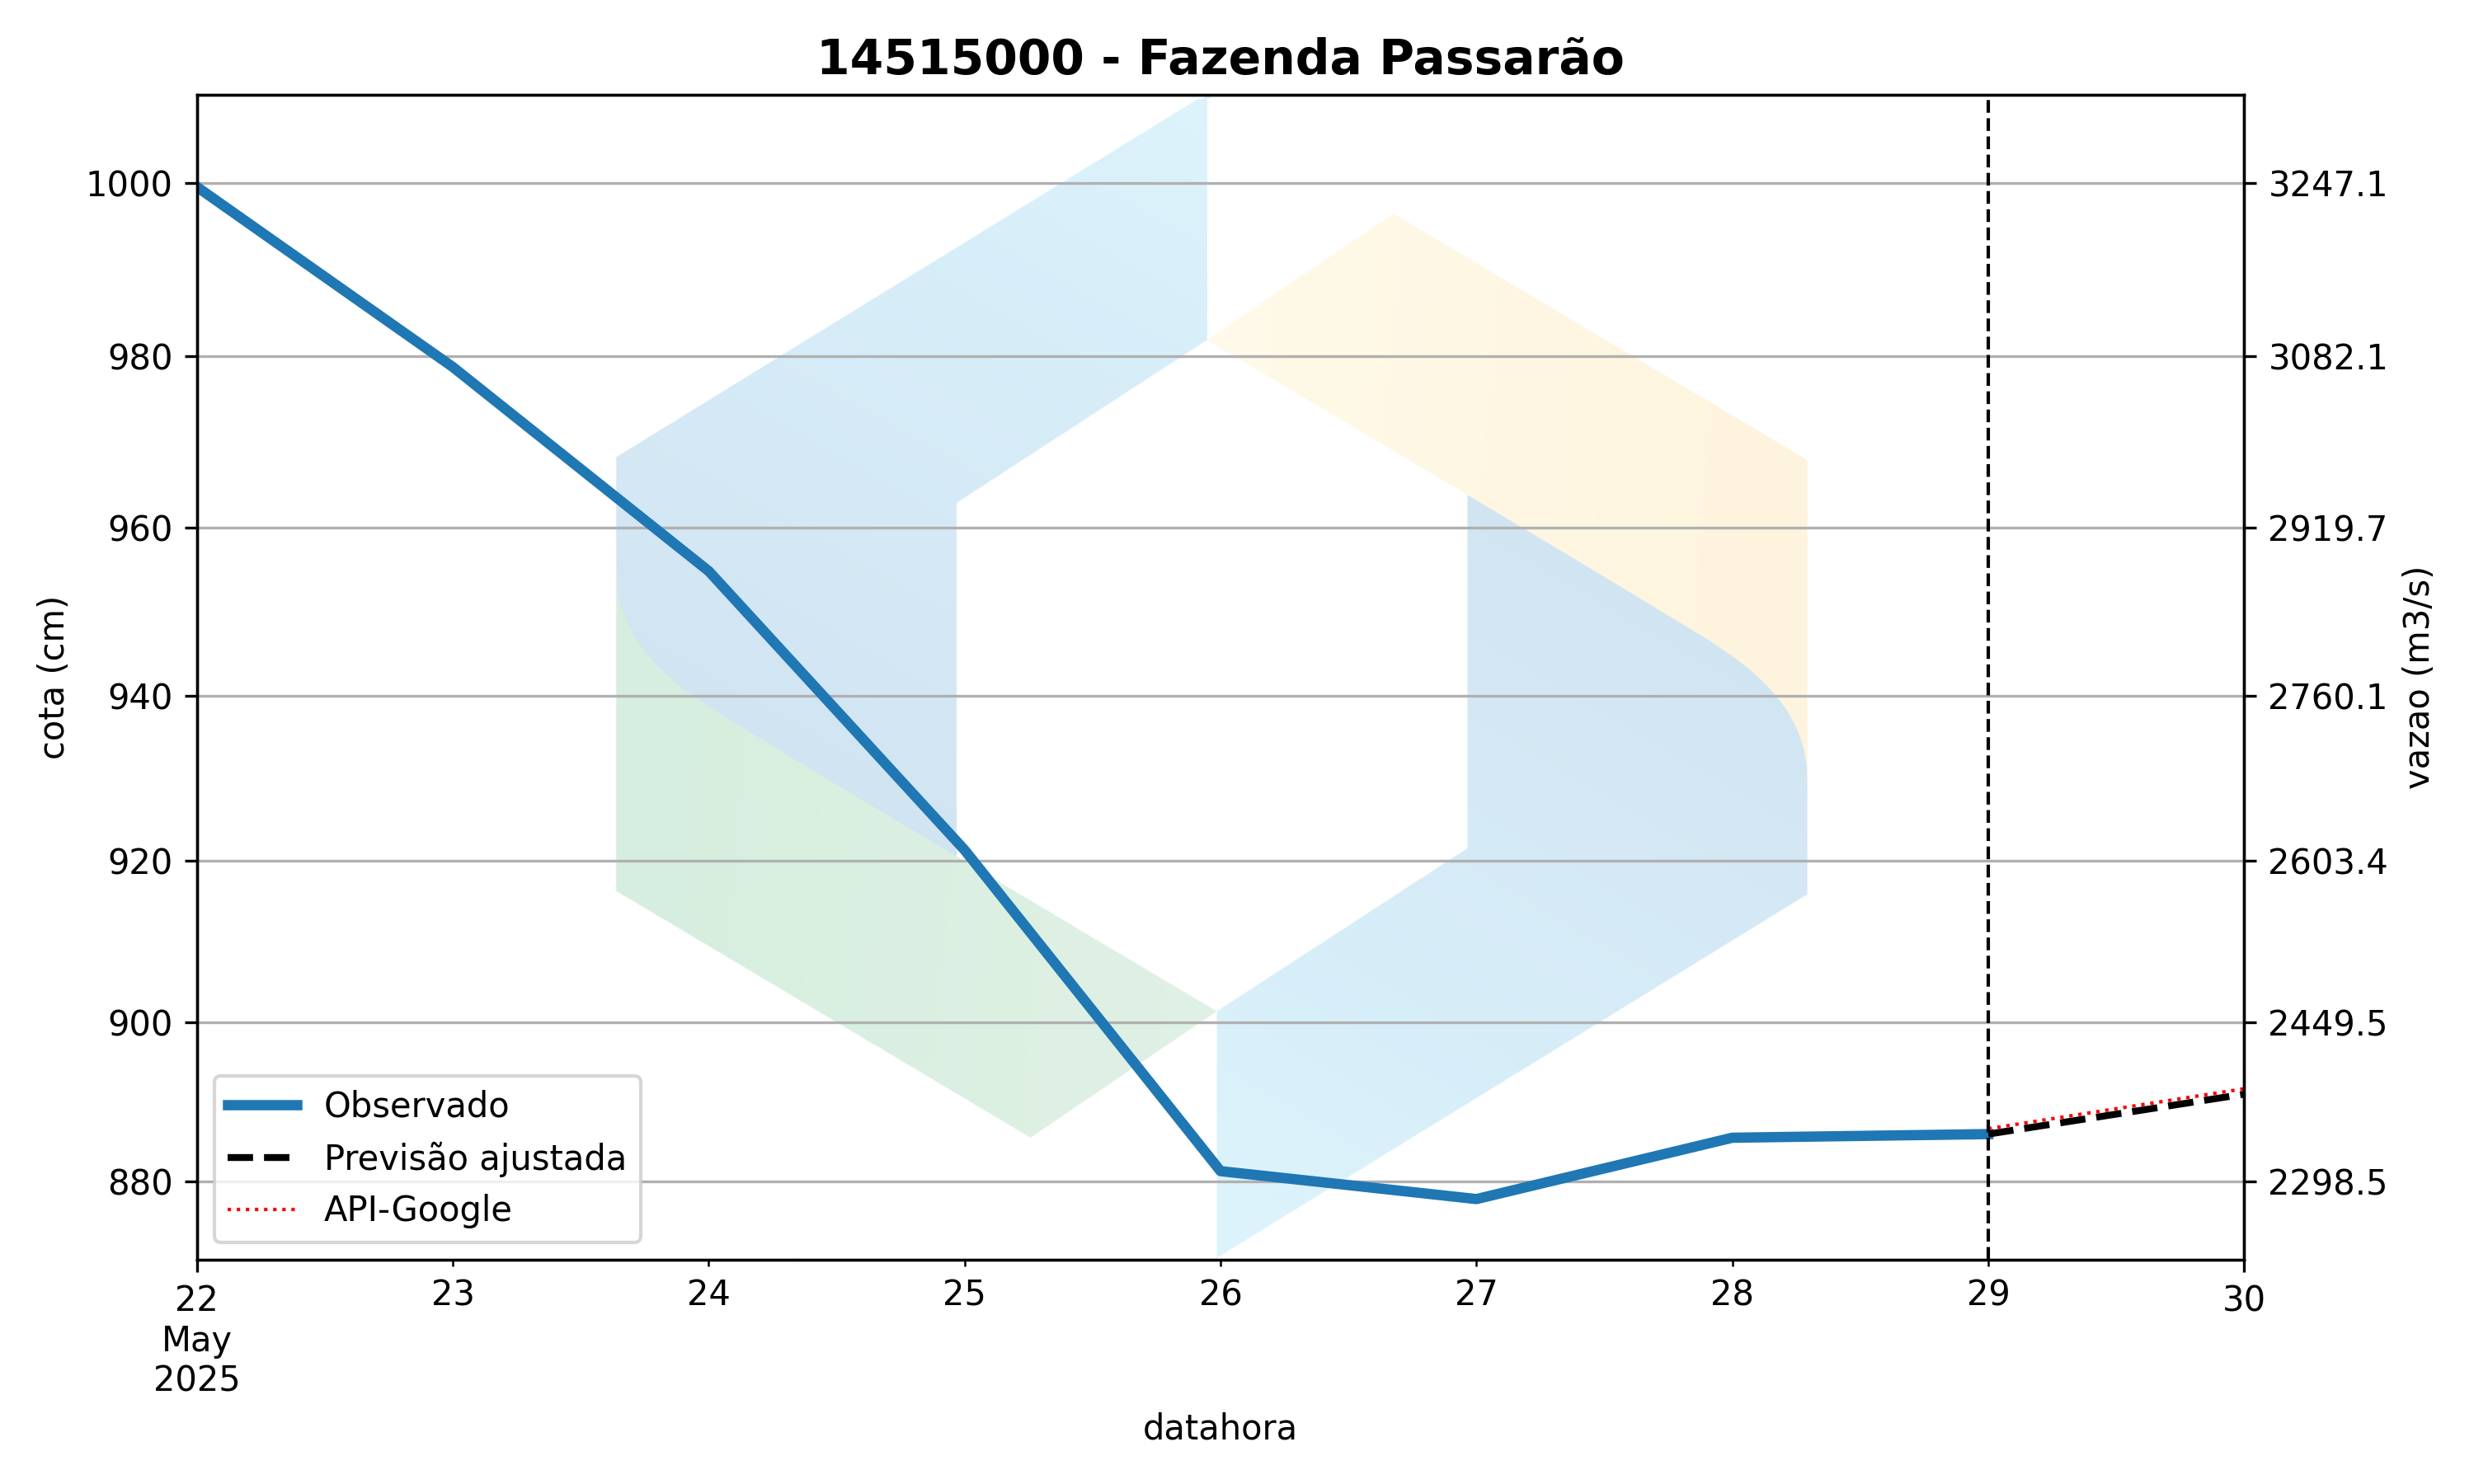 14515000 - Fazenda Passarão
1000
980
960
940
920
900
880
cota (cm)
3247.1
3082.1
2919.7
2760.1
2603.4
2449.5
2298.5
vazao (m3/s)
Observado
Previsão ajustada
API-Google
22 23 24 25 26 27 28 29 30
May
2025
datahora